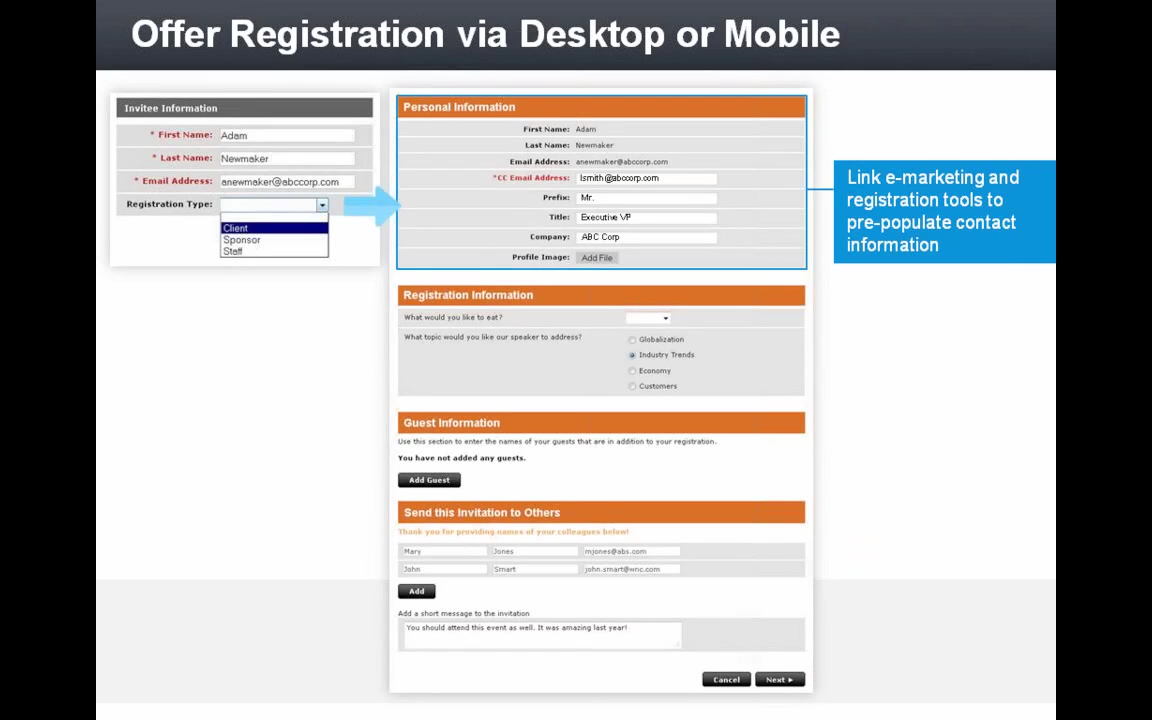 Offer Registration via Desktop or Mobile
Invitee Information
* First Name: Adam
* Last Name: Newmaker
* Email Address: anewmaker@abccorp.com
Registration Type:
Client
Sponsor
Staff
Personal Information
First Name: Adam
Last Name: Newmaker
Email Address: anewmaker@abccorp.com
*CC Email Address: lsmith@abccorp.com
Prefix: Mr.
Title: Executive VP
Company: ABC Corp
Profile Image: Add File
Link e-marketing and
registration tools to
pre-populate contact
information
Registration Information
What would you like to eat?
What topic would you like our speaker to address?
Globalization
Industry Trends
Economy
Customers
Guest Information
Use this section to enter the names of your guests that are in addition to your registration.
You have not added any guests.
Add Guest
Send this Invitation to Others
Thank you for providing names of your colleagues below!
Mary Jones mjones@abs.com
John Smart john.smart@wnc.com
Add
Add a short message to the invitation
You should attend this event as well. It was amazing last year!
Cancel Next